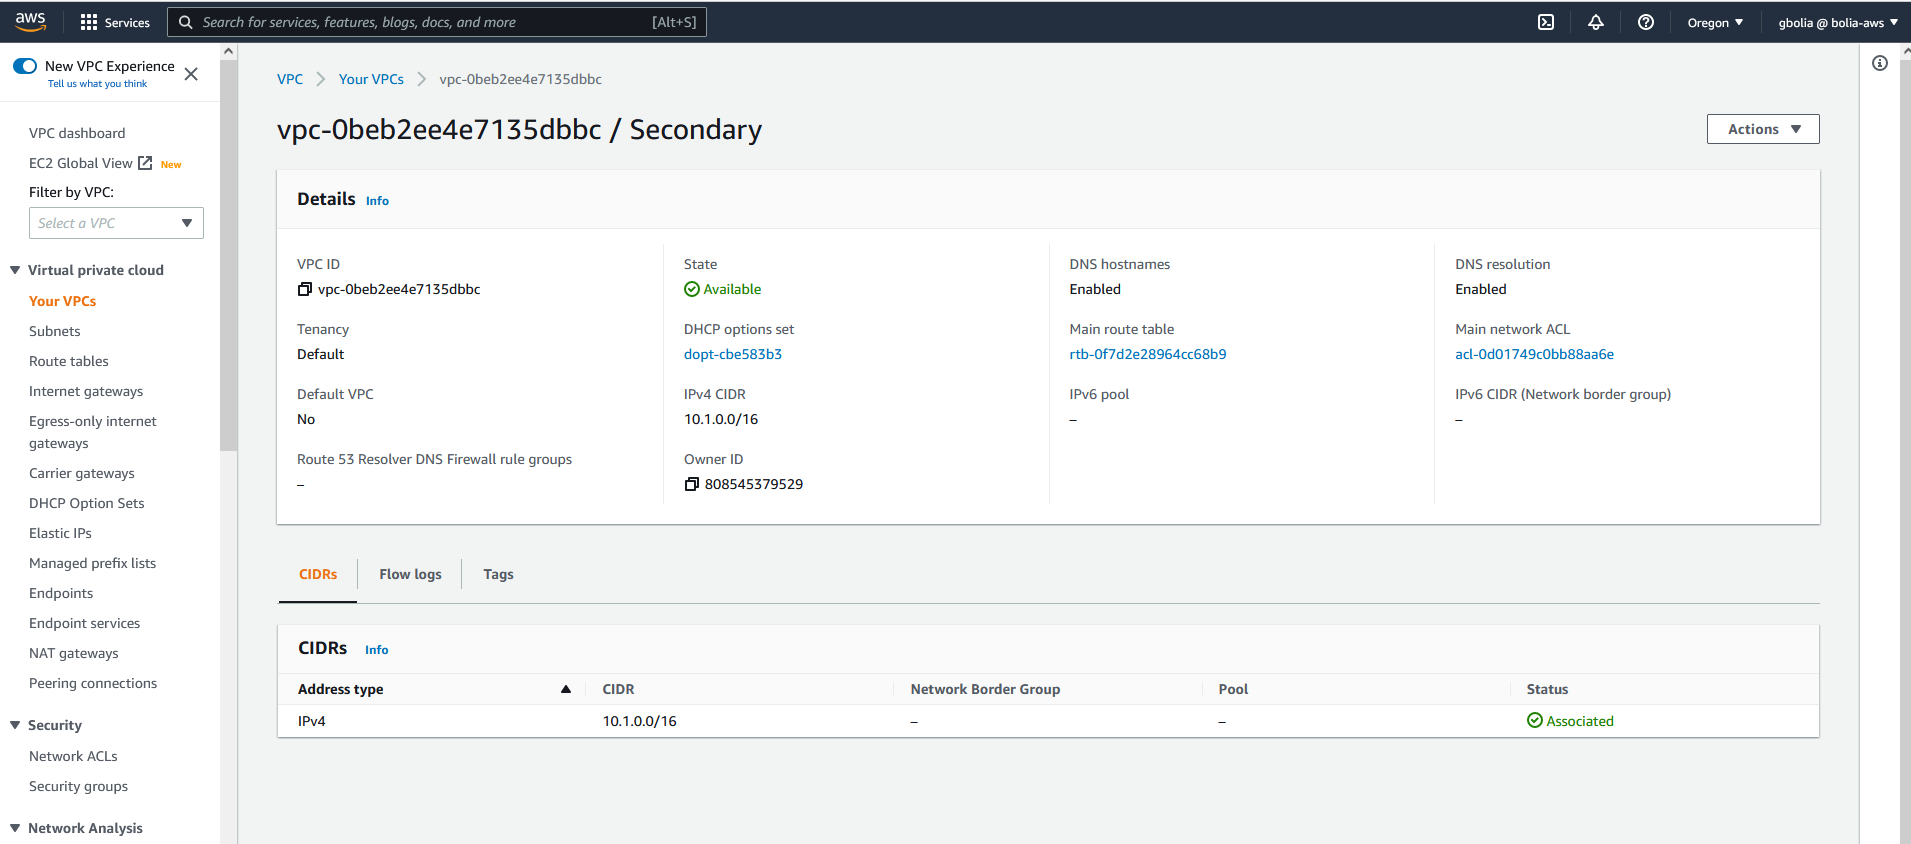 aws Services Search for services, features, blogs, docs, and more [Alt+S] Oregon gbolia @ bolia-aws
New VPC Experience
Tell us what you think
VPC dashboard
EC2 Global View New
Filter by VPC:
Select a VPC
Virtual private cloud
Your VPCs
Subnets
Route tables
Internet gateways
Egress-only internet
gateways
Carrier gateways
DHCP Option Sets
Elastic IPs
Managed prefix lists
Endpoints
Endpoint services
NAT gateways
Peering connections
Security
Network ACLs
Security groups
Network Analysis
VPC Your VPCs vpc-0beb2ee4e7135dbbc
vpc-0beb2ee4e7135dbbc / Secondary
Actions
Details Info
VPC ID
vpc-0beb2ee4e7135dbbc
State
Available
DNS hostnames
Enabled
DNS resolution
Enabled
Tenancy
Default
DHCP options set
dopt-cbe583b3
Main route table
rtb-0f7d2e28964cc68b9
Main network ACL
acl-0d01749c0bb88aa6e
Default VPC
No
IPv4 CIDR
10.1.0.0/16
IPv6 pool
–
IPv6 CIDR (Network border group)
–
Route 53 Resolver DNS Firewall rule groups
–
Owner ID
808545379529
CIDRs Flow logs Tags
CIDRs Info
Address type CIDR Network Border Group Pool Status
IPv4 10.1.0.0/16 – – Associated